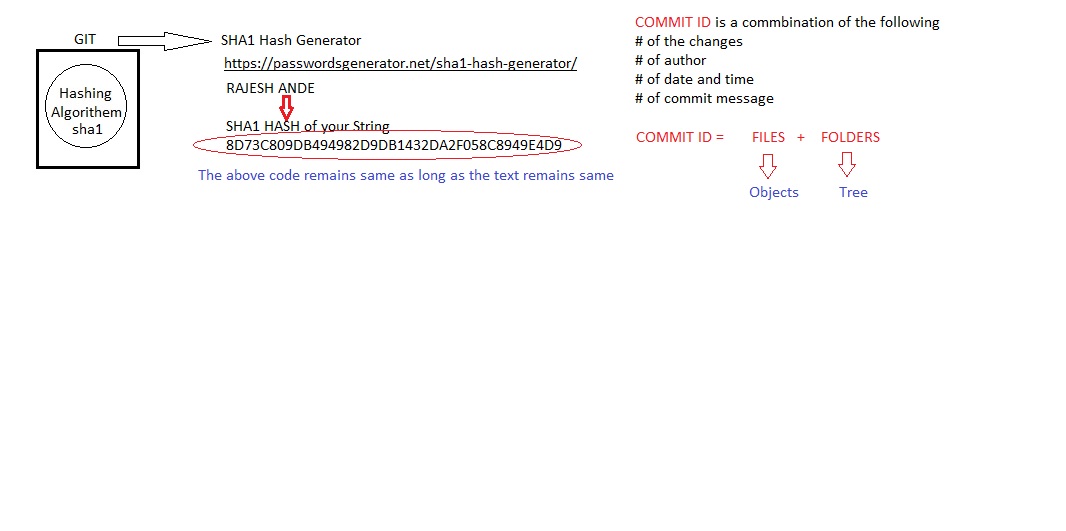 GIT
Hashing
Algorithem
sha1
SHA1 Hash Generator
https://passwordsgenerator.net/sha1-hash-generator/
RAJESH ANDE
SHA1 HASH of your String
8D73C809DB494982D9DB1432DA2F058C8949E4D9
The above code remains same as long as the text remains same
COMMIT ID is a commbination of the following
# of the changes
# of author
# of date and time
# of commit message
COMMIT ID = FILES + FOLDERS
Objects Tree